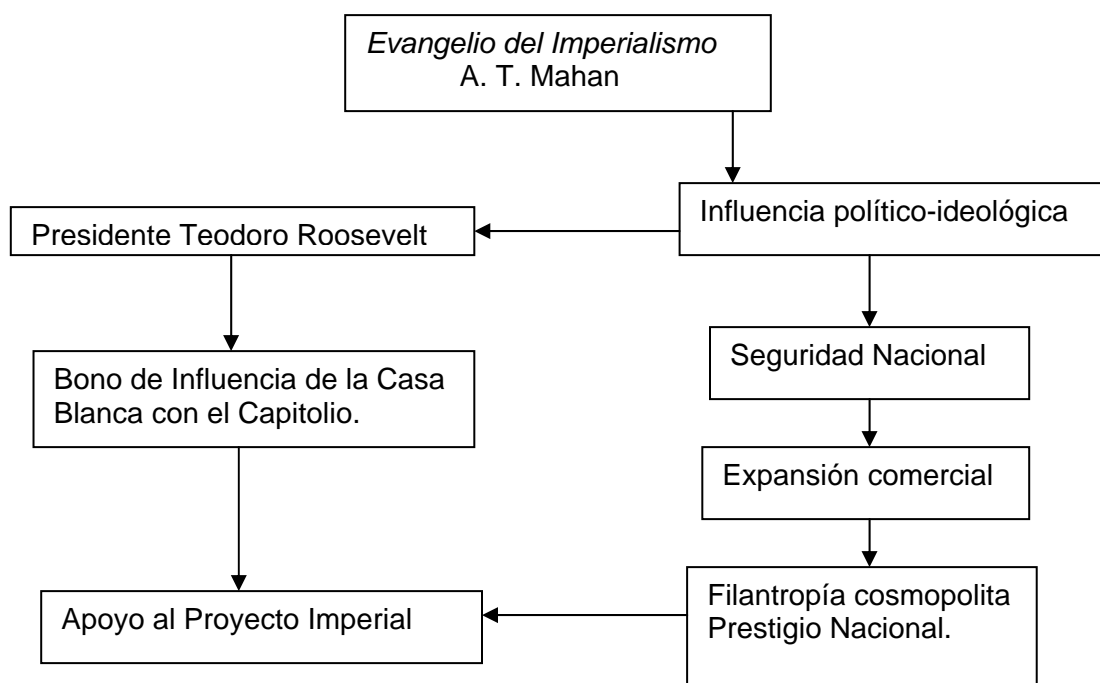 Evangelio del Imperialismo
A. T. Mahan
Influencia político-ideológica
Presidente Teodoro Roosevelt
Seguridad Nacional
Bono de Influencia de la Casa
Blanca con el Capitolio.
Expansión comercial
Filantropía cosmopolita
Prestigio Nacional.
Apoyo al Proyecto Imperial